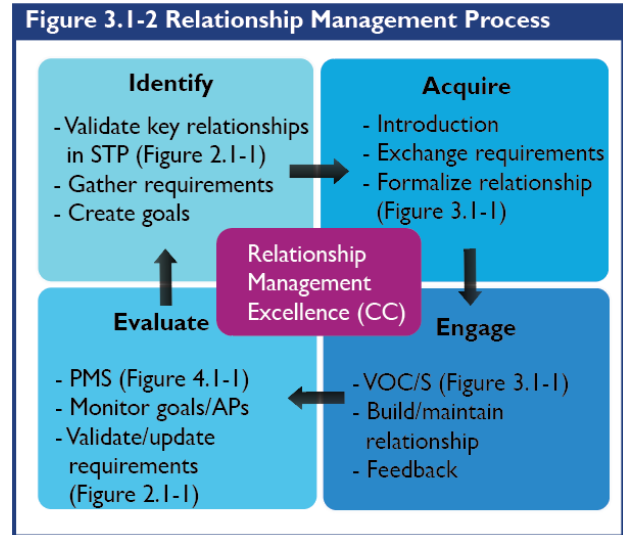 Figure 3.1-2 Relationship Management Process
Identify
- Validate key relationships
in STP (Figure 2.1-1)
- Gather requirements
- Create goals
Acquire
- Introduction
- Exchange requirements
- Formalize relationship
(Figure 3.1-1)
Relationship
Management
Excellence (CC)
Evaluate
- PMS (Figure 4.1-1)
- Monitor goals/APs
- Validate/update
requirements
(Figure 2.1-1)
Engage
- VOC/S (Figure 3.1-1)
- Build/maintain
relationship
- Feedback